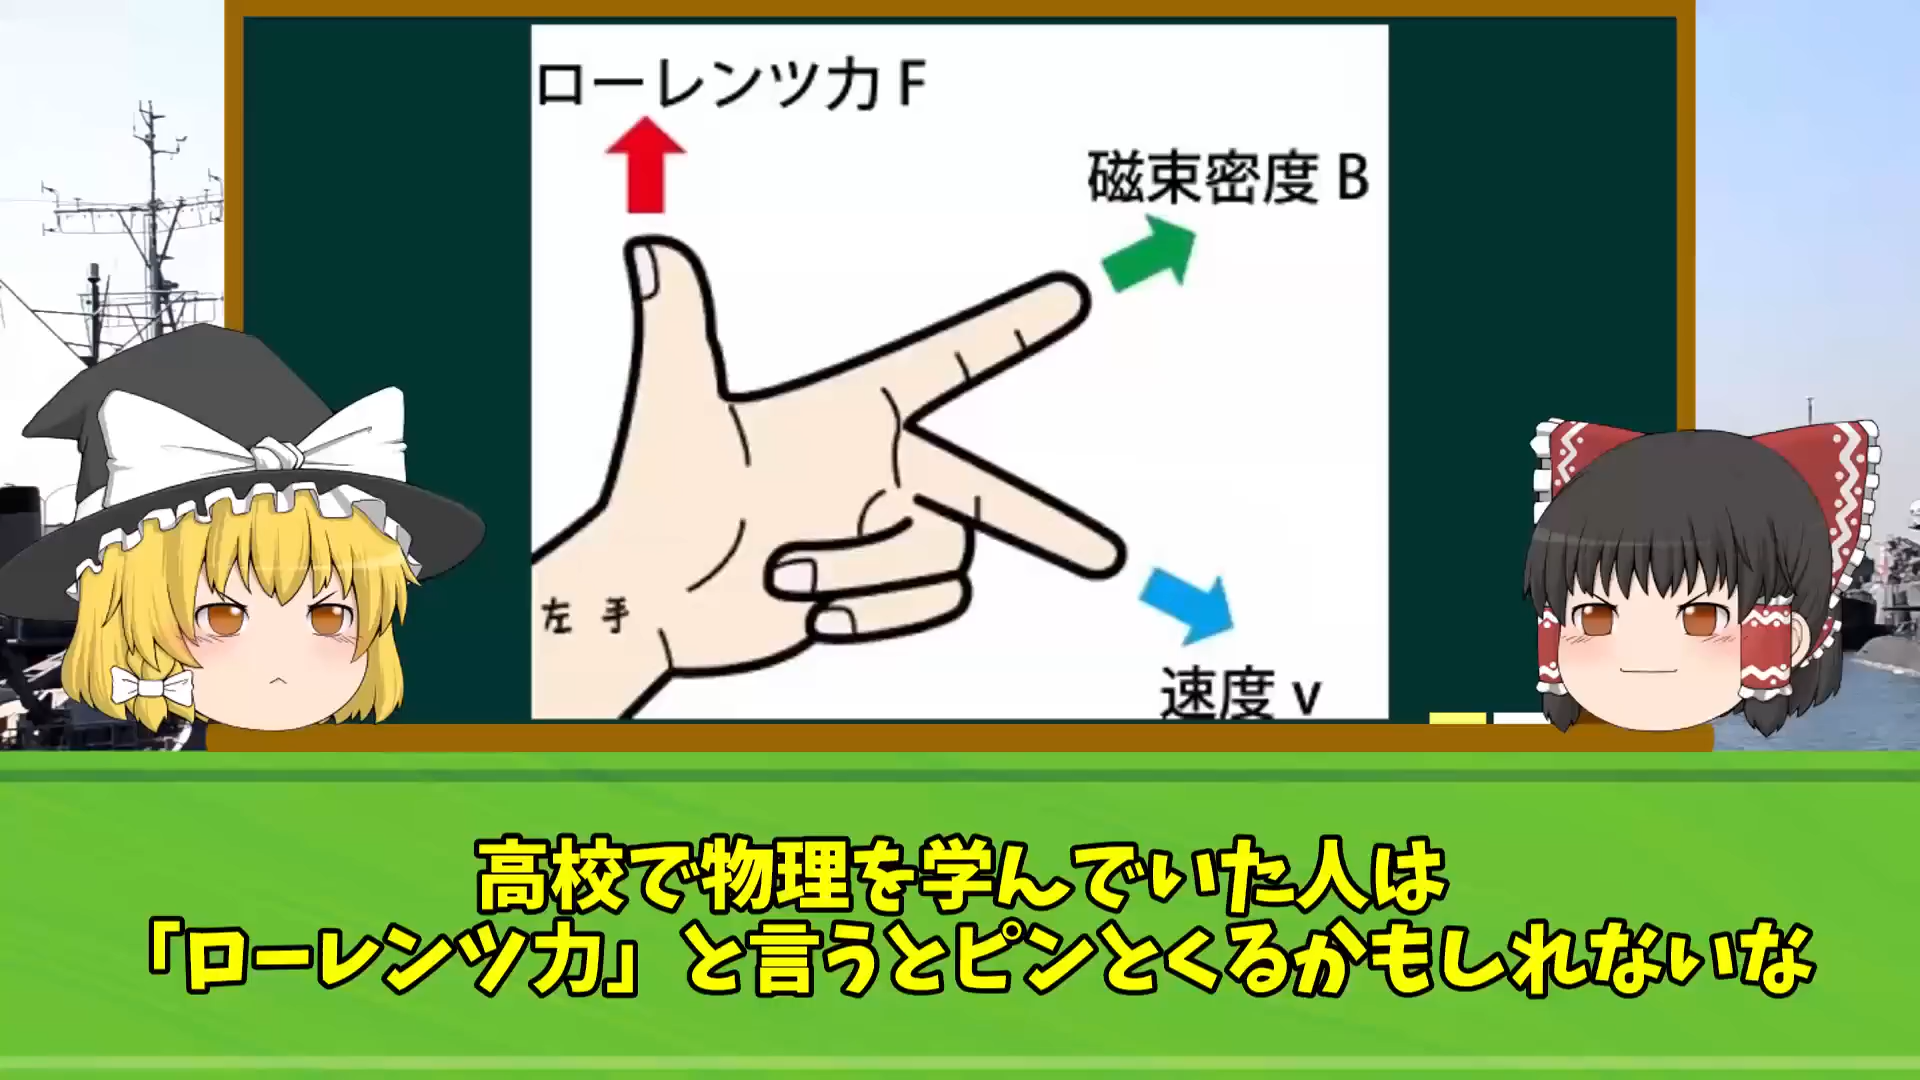 ローレンツ力 F
磁束密度 B
左手
速度 v
高校で物理を学んでいた人は
「ローレンツ力」と言うとピンとくるかもしれないな